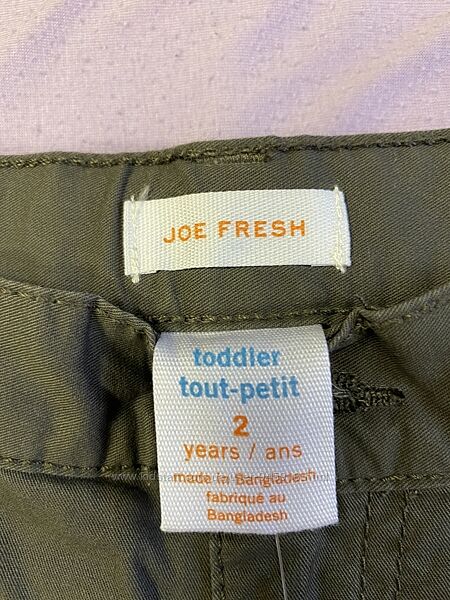 JOE FRESH
toddler
tout-petit
2
years / ans
made in Bangladesh
fabriqué au
Bangladesh